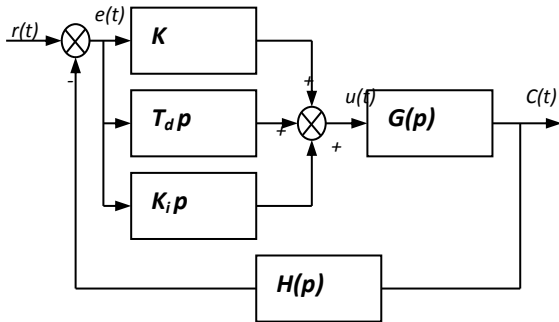 r(t)
e(t)
K
-
+
T_d p
+
u(t)
G(p)
C(t)
+
K_i p
H(p)